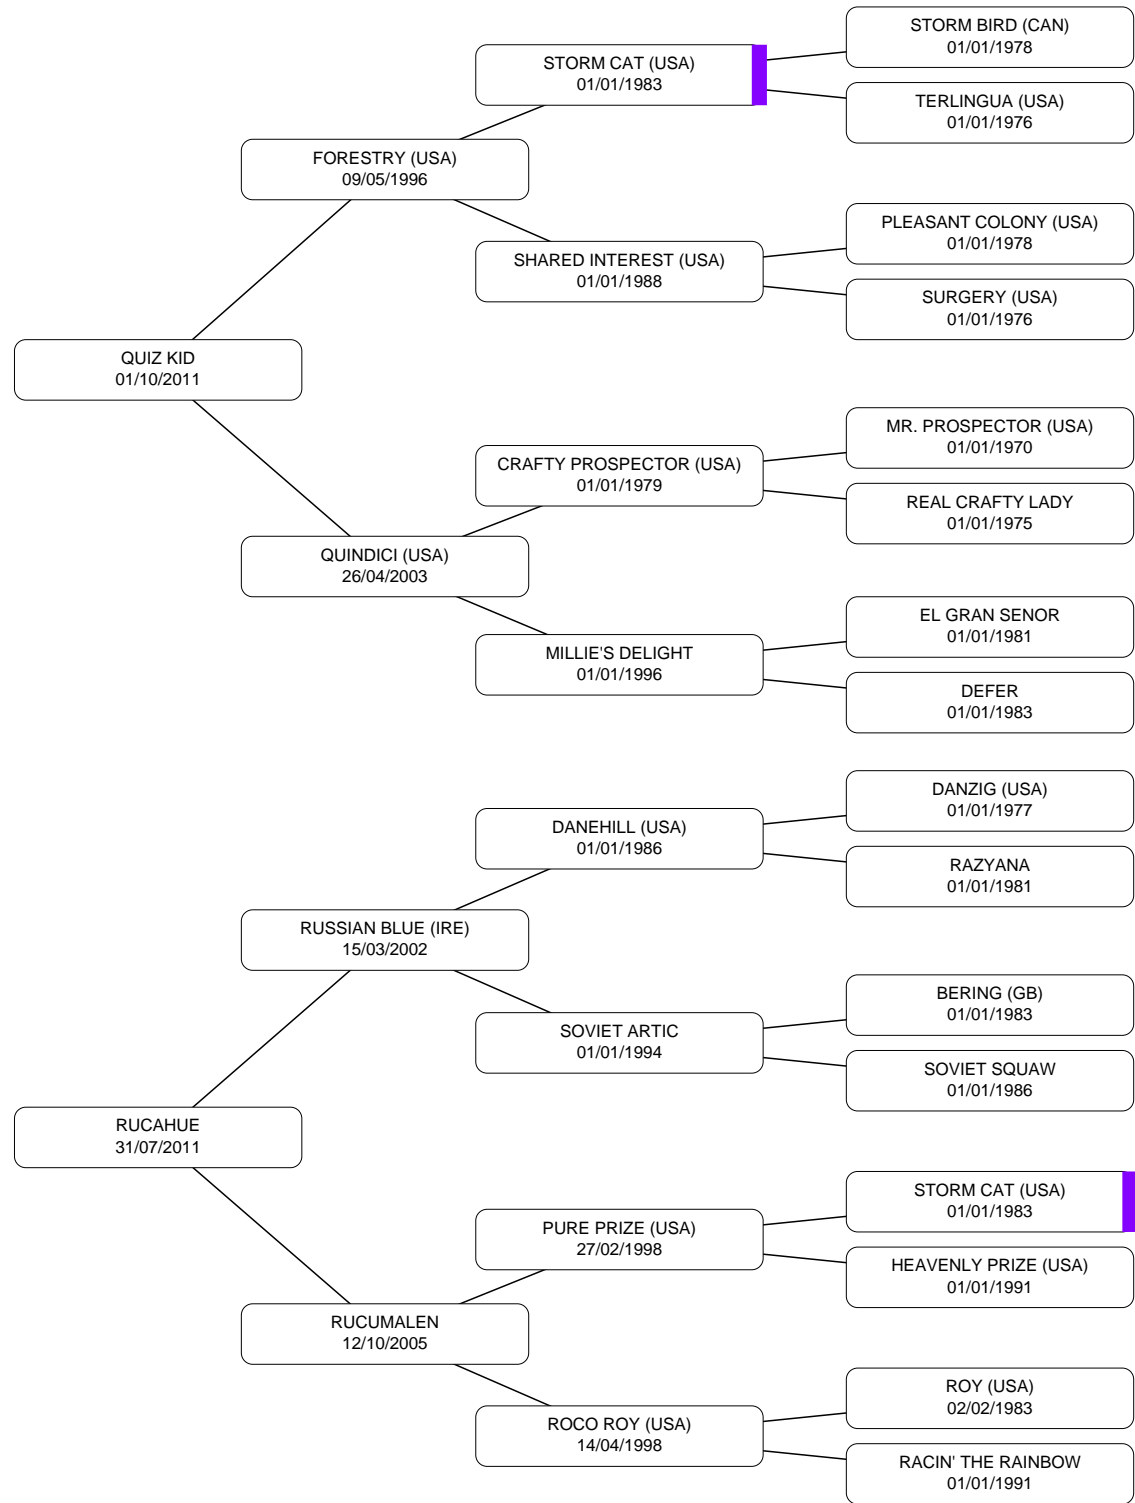 STORM BIRD (CAN)
01/01/1978
STORM CAT (USA)
01/01/1983
TERLINGUA (USA)
01/01/1976
FORESTRY (USA)
09/05/1996
PLEASANT COLONY (USA)
01/01/1978
SHARED INTEREST (USA)
01/01/1988
SURGERY (USA)
01/01/1976
QUIZ KID
01/10/2011
MR. PROSPECTOR (USA)
01/01/1970
CRAFTY PROSPECTOR (USA)
01/01/1979
REAL CRAFTY LADY
01/01/1975
QUINDICI (USA)
26/04/2003
EL GRAN SENOR
01/01/1981
MILLIE'S DELIGHT
01/01/1996
DEFER
01/01/1983
DANZIG (USA)
01/01/1977
DANEHILL (USA)
01/01/1986
RAZYANA
01/01/1981
RUSSIAN BLUE (IRE)
15/03/2002
BERING (GB)
01/01/1983
SOVIET ARTIC
01/01/1994
SOVIET SQUAW
01/01/1986
RUCAHUE
31/07/2011
STORM CAT (USA)
01/01/1983
PURE PRIZE (USA)
27/02/1998
HEAVENLY PRIZE (USA)
01/01/1991
RUCUMALEN
12/10/2005
ROY (USA)
02/02/1983
ROCO ROY (USA)
14/04/1998
RACIN' THE RAINBOW
01/01/1991